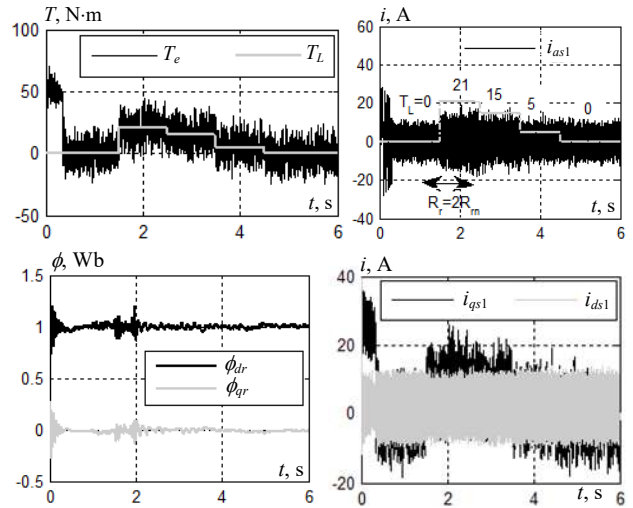 T, N·m
100
50
0
-50
0
2
4
6
T_e
T_L
t, s
i, A
60
40
20
0
-20
-40
-60
0
2
4
6
i_as1
T_L=0
21
15
5
0
R_r=2R_rn
t, s
ϕ, Wb
1.5
1
0.5
0
-0.5
0
2
4
6
ϕ_dr
ϕ_qr
t, s
i, A
40
20
0
-20
0
2
4
6
i_qs1
i_ds1
t, s